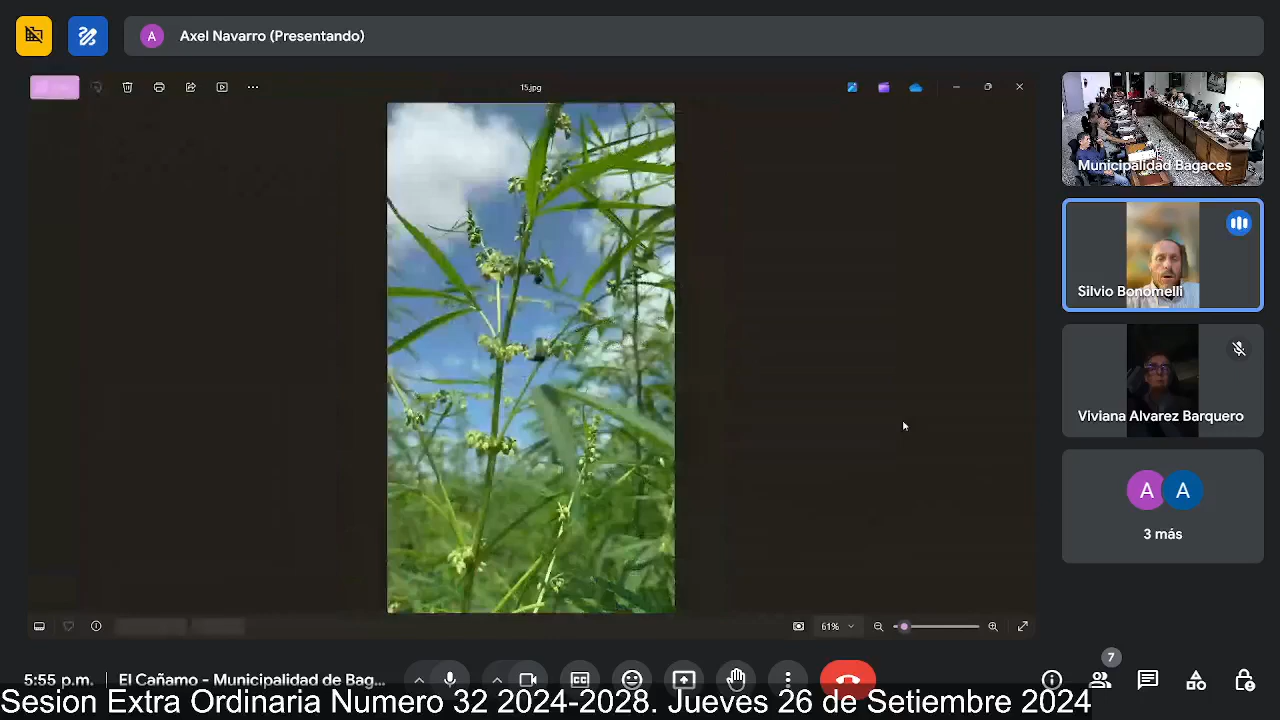 A Axel Navarro (Presentando)
15.jpg
Municipalidad Bagaces
Silvio Bonomelli
Viviana Alvarez Barquero
A A
3 más
61%
5:55 p.m. El Cañamo - Municipalidad de Bag...
CC
7
Sesion Extra Ordinaria Numero 32 2024-2028. Jueves 26 de Setiembre 2024